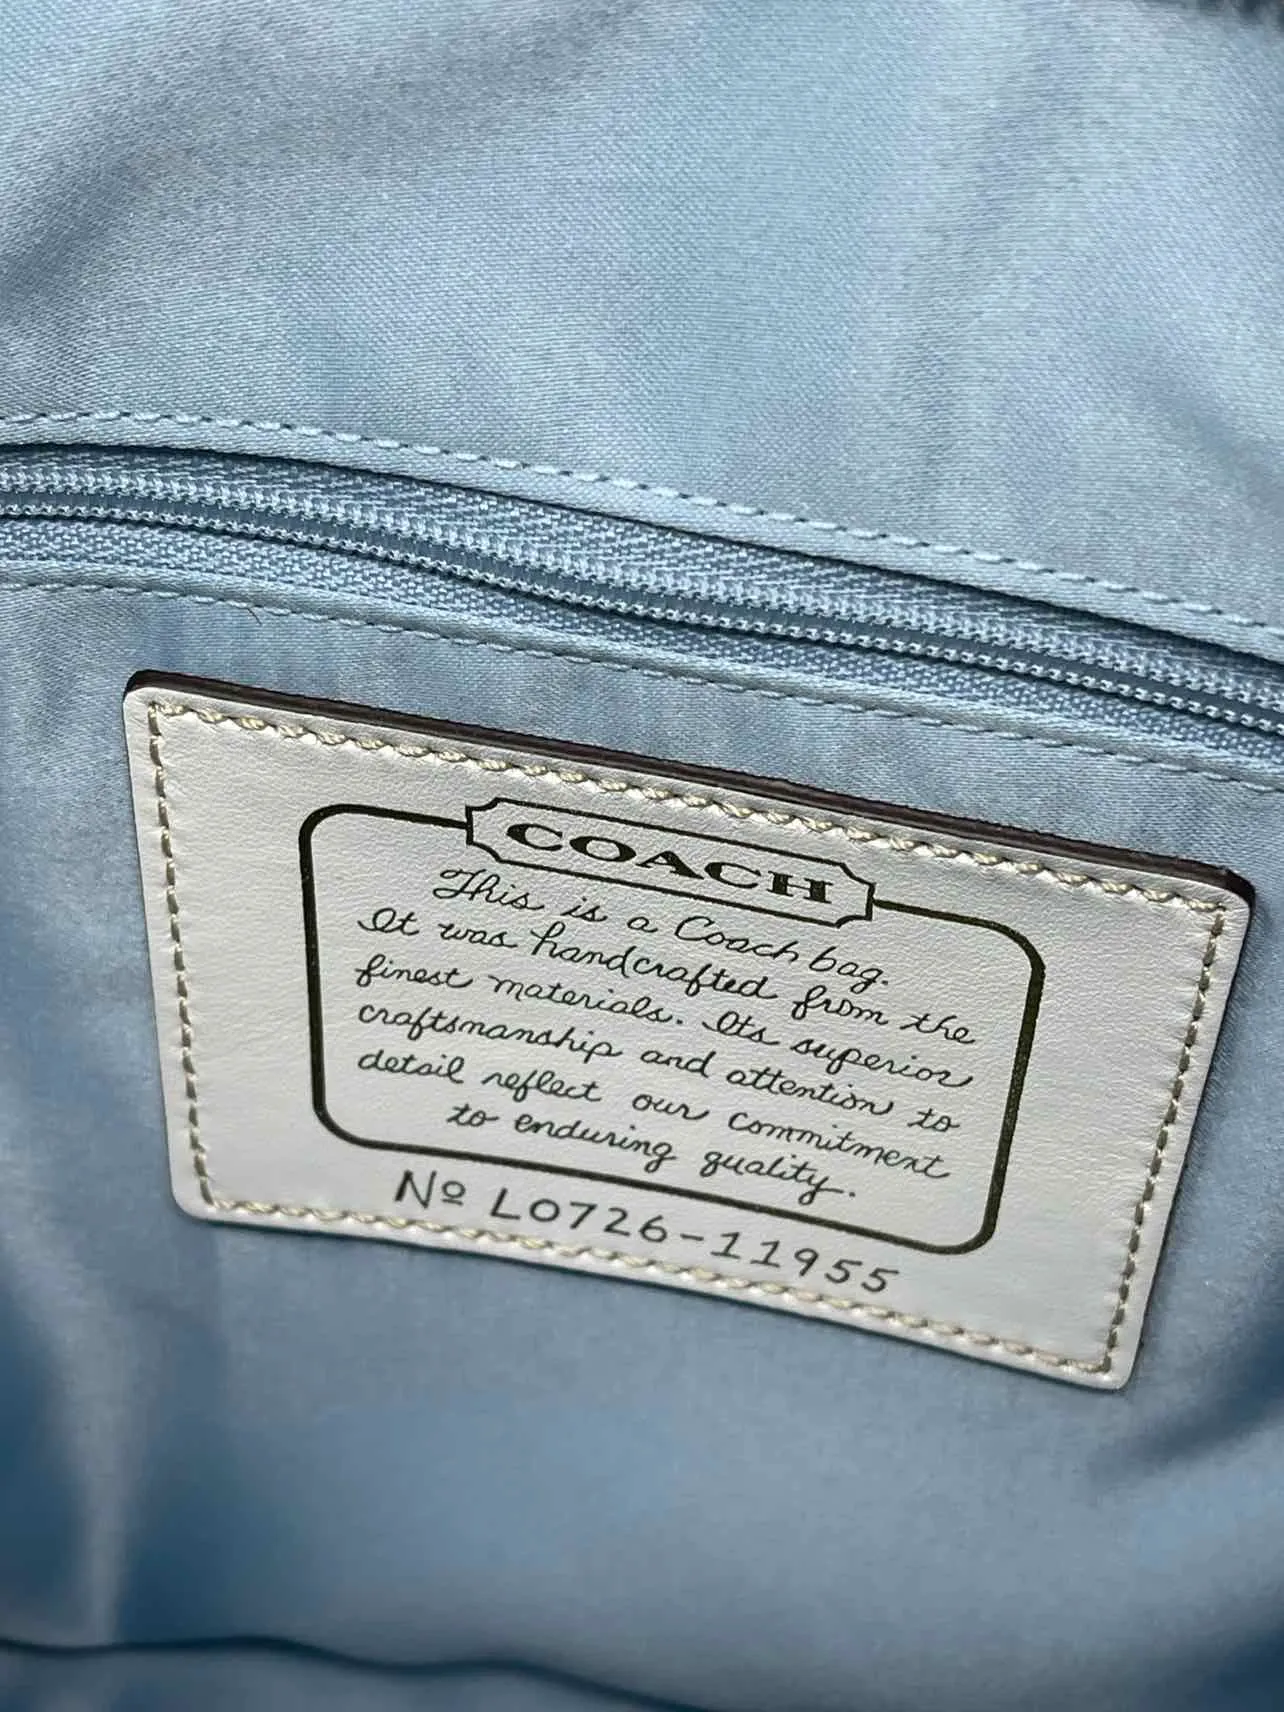 COACH
This is a Coach bag.
It was handcrafted from the
finest materials. Its superior
craftsmanship and attention to
detail reflect our commitment
to enduring quality.
Nº L0726-11955